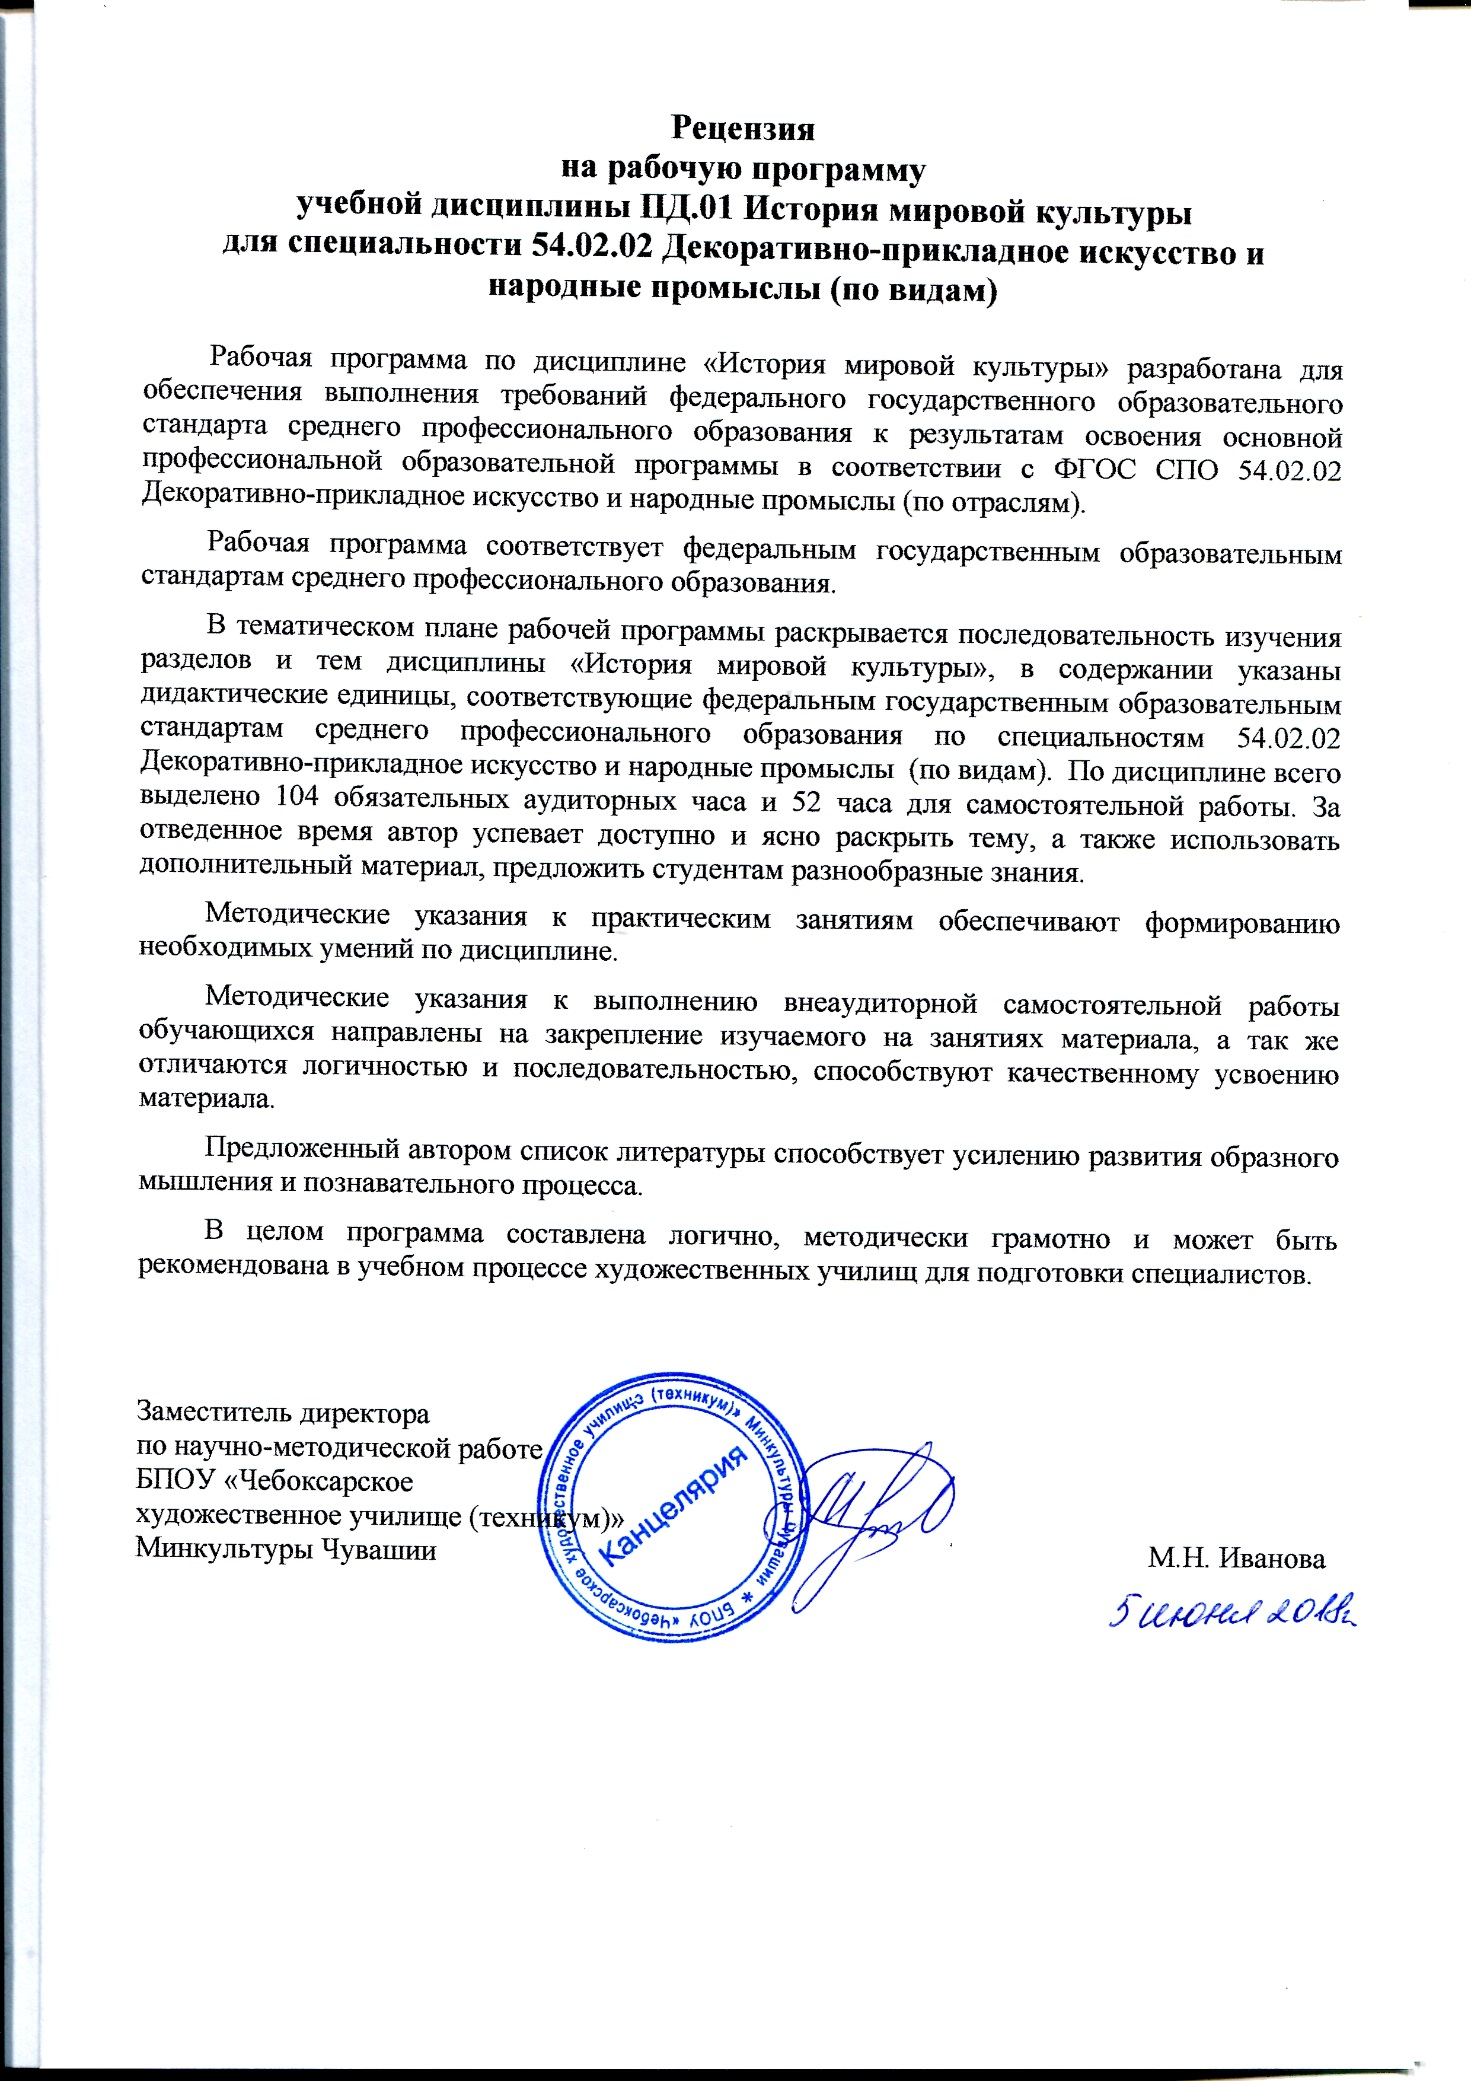 Рецензия
на рабочую программу
учебной дисциплины ПД.01 История мировой культуры
для специальности 54.02.02 Декоративно-прикладное искусство и
народные промыслы (по видам)
Рабочая программа по дисциплине «История мировой культуры» разработана для
обеспечения выполнения требований федерального государственного образовательного
стандарта среднего профессионального образования к результатам освоения основной
профессиональной образовательной программы в соответствии с ФГОС СПО 54.02.02
Декоративно-прикладное искусство и народные промыслы (по отраслям).
Рабочая программа соответствует федеральным государственным образовательным
стандартам среднего профессионального образования.
В тематическом плане рабочей программы раскрывается последовательность изучения
разделов и тем дисциплины «История мировой культуры», в содержании указаны
дидактические единицы, соответствующие федеральным государственным образовательным
стандартам среднего профессионального образования по специальностям 54.02.02
Декоративно-прикладное искусство и народные промыслы (по видам). По дисциплине всего
выделено 104 обязательных аудиторных часа и 52 часа для самостоятельной работы. За
отведенное время автор успевает доступно и ясно раскрыть тему, а также использовать
дополнительный материал, предложить студентам разнообразные знания.
Методические указания к практическим занятиям обеспечивают формированию
необходимых умений по дисциплине.
Методические указания к выполнению внеаудиторной самостоятельной работы
обучающихся направлены на закрепление изучаемого на занятиях материала, а так же
отличаются логичностью и последовательностью, способствуют качественному усвоению
материала.
Предложенный автором список литературы способствует усилению развития образного
мышления и познавательного процесса.
В целом программа составлена логично, методически грамотно и может быть
рекомендована в учебном процессе художественных училищ для подготовки специалистов.
Заместитель директора
по научно-методической работе
БПОУ «Чебоксарское
художественное училище (техникум)»
Минкультуры Чувашии
БПОУ «Чебоксарское художественное училище (техникум)» Минкультуры Чувашии *
Канцелярия
М.Н. Иванова
5 июня 2018г